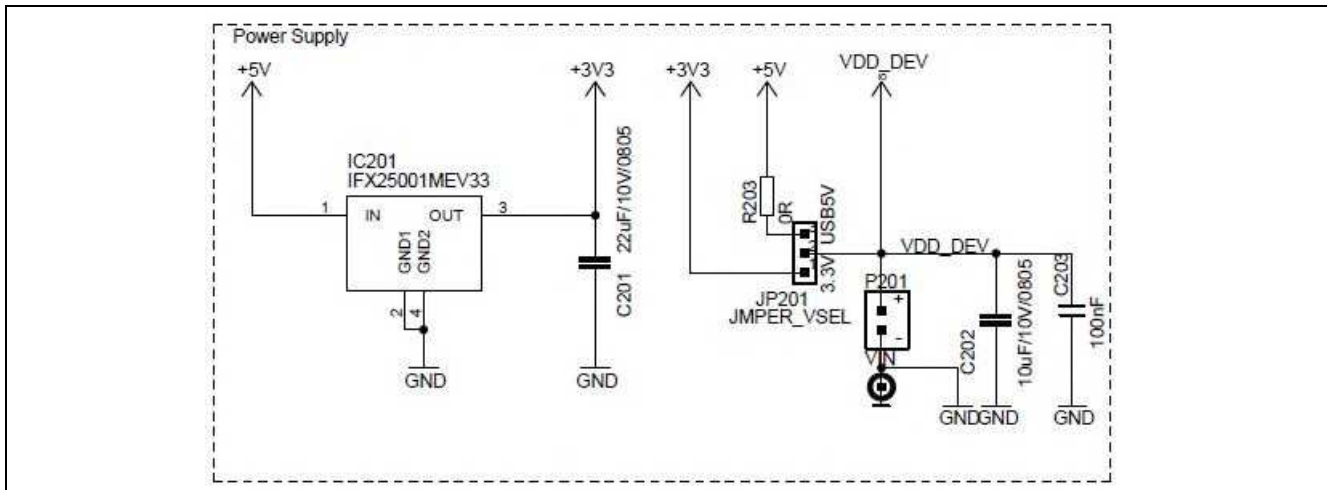 Power Supply
+5V
+3V3
+3V3
+5V
VDD_DEV
IC201
IFX25001MEV33
1
IN
OUT
3
GND1
GND2
2
4
GND
C201
22uF/10V/0805
GND
R203
0R
USB5V
3.3V
JP201
JMPER_VSEL
VDD_DEV
P201
+
-
VIN
GND
C202
10uF/10V/0805
GND
C203
100nF
GND